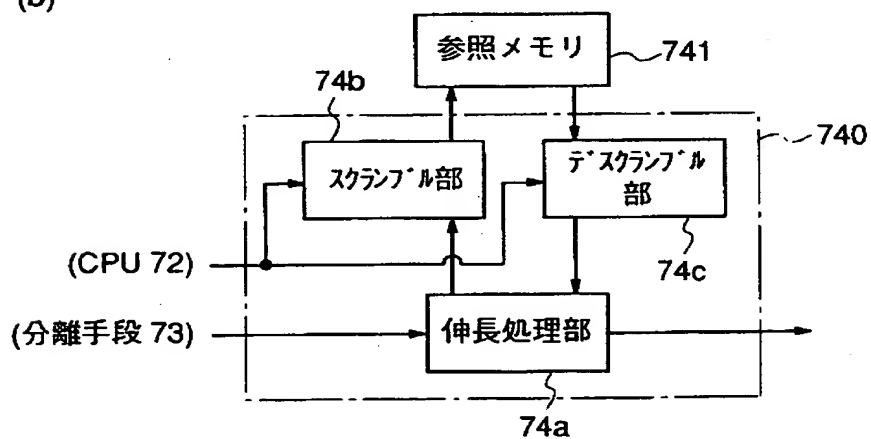 (b)
参照メモリ
741
74b
740
スクランブル部
デスクランブル
部
(CPU 72)
74c
(分離手段 73)
伸長処理部
74a